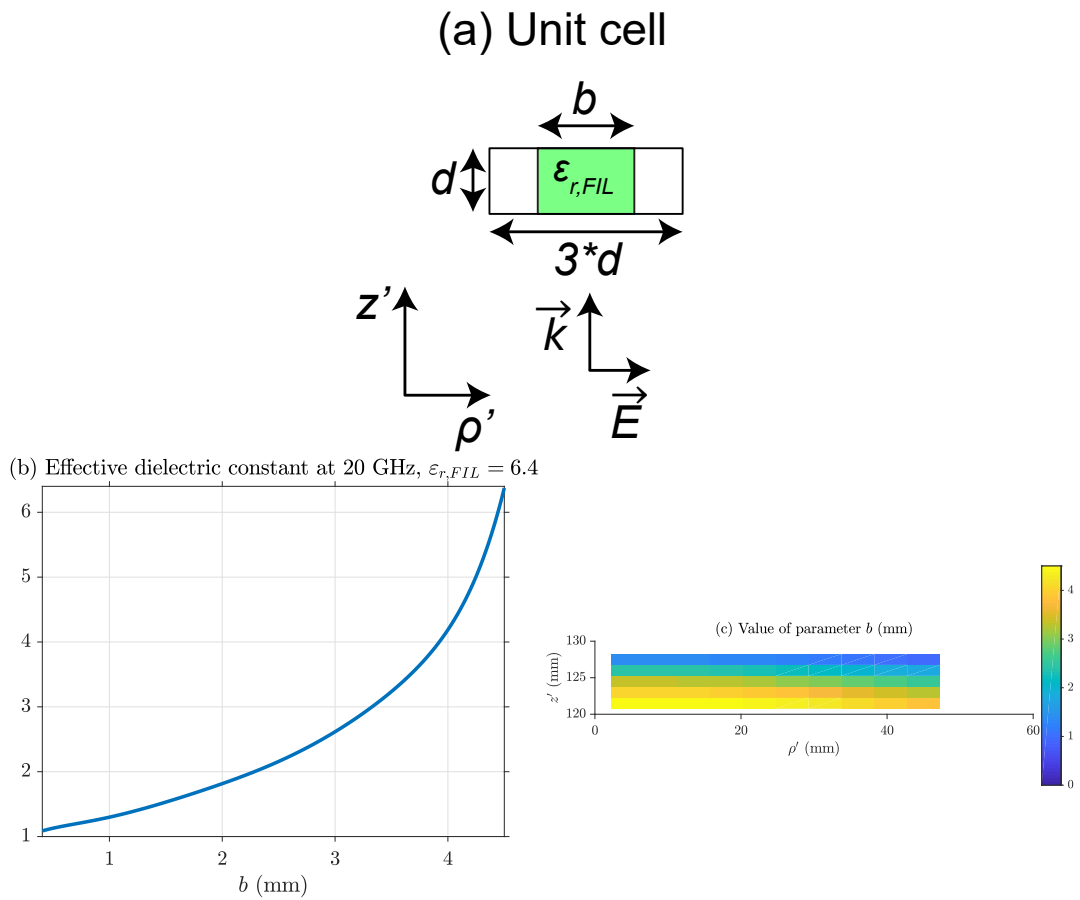 (a) Unit cell
b
d
ε_{r,FIL}
3*d
z'
k
ρ'
E
(b) Effective dielectric constant at 20 GHz, ε_{r,FIL} = 6.4
6
5
4
3
2
1
1 2 3 4
b (mm)
(c) Value of parameter b (mm)
130
125
120
z' (mm)
0 20 40 60
ρ' (mm)
4
3
2
1
0